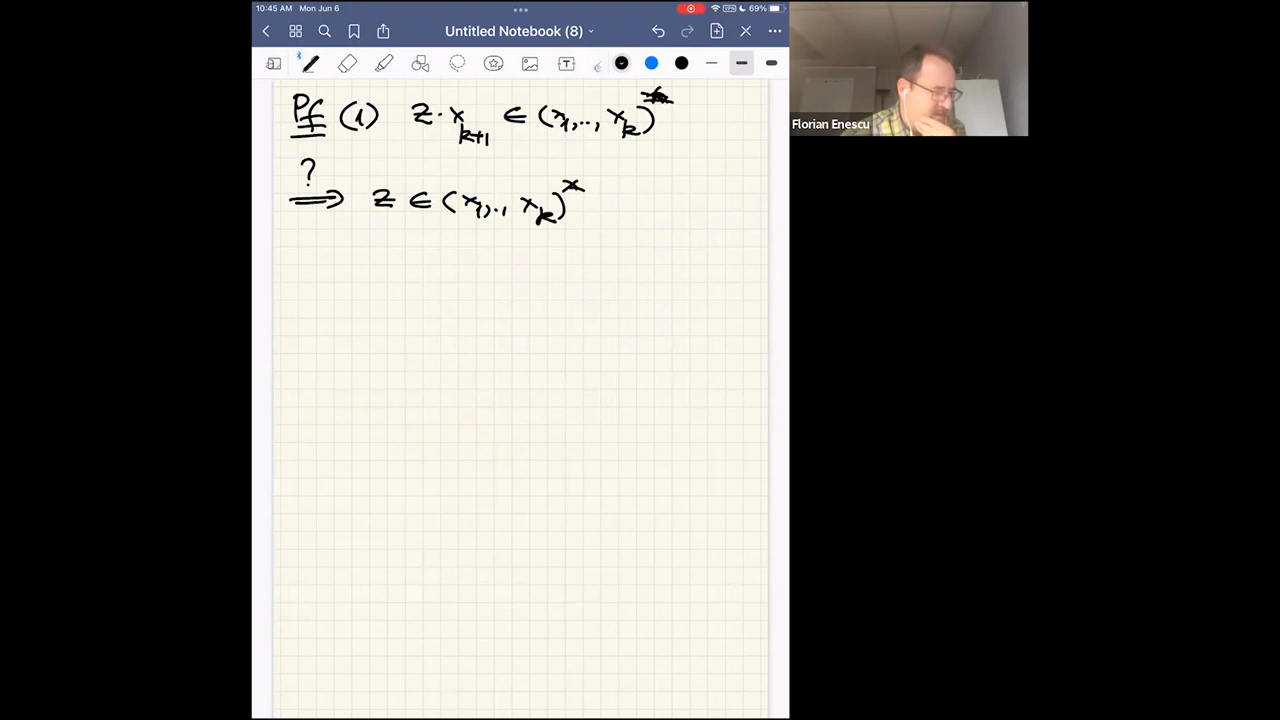 10:45 AM Mon Jun 6
VPN 69%
Untitled Notebook (8)
T
Pf (1) z · x_{k+1} ∈ (x_1, .., x_k)
?
⟹ z ∈ (x_1, .., x_k)^*
Florian Enescu